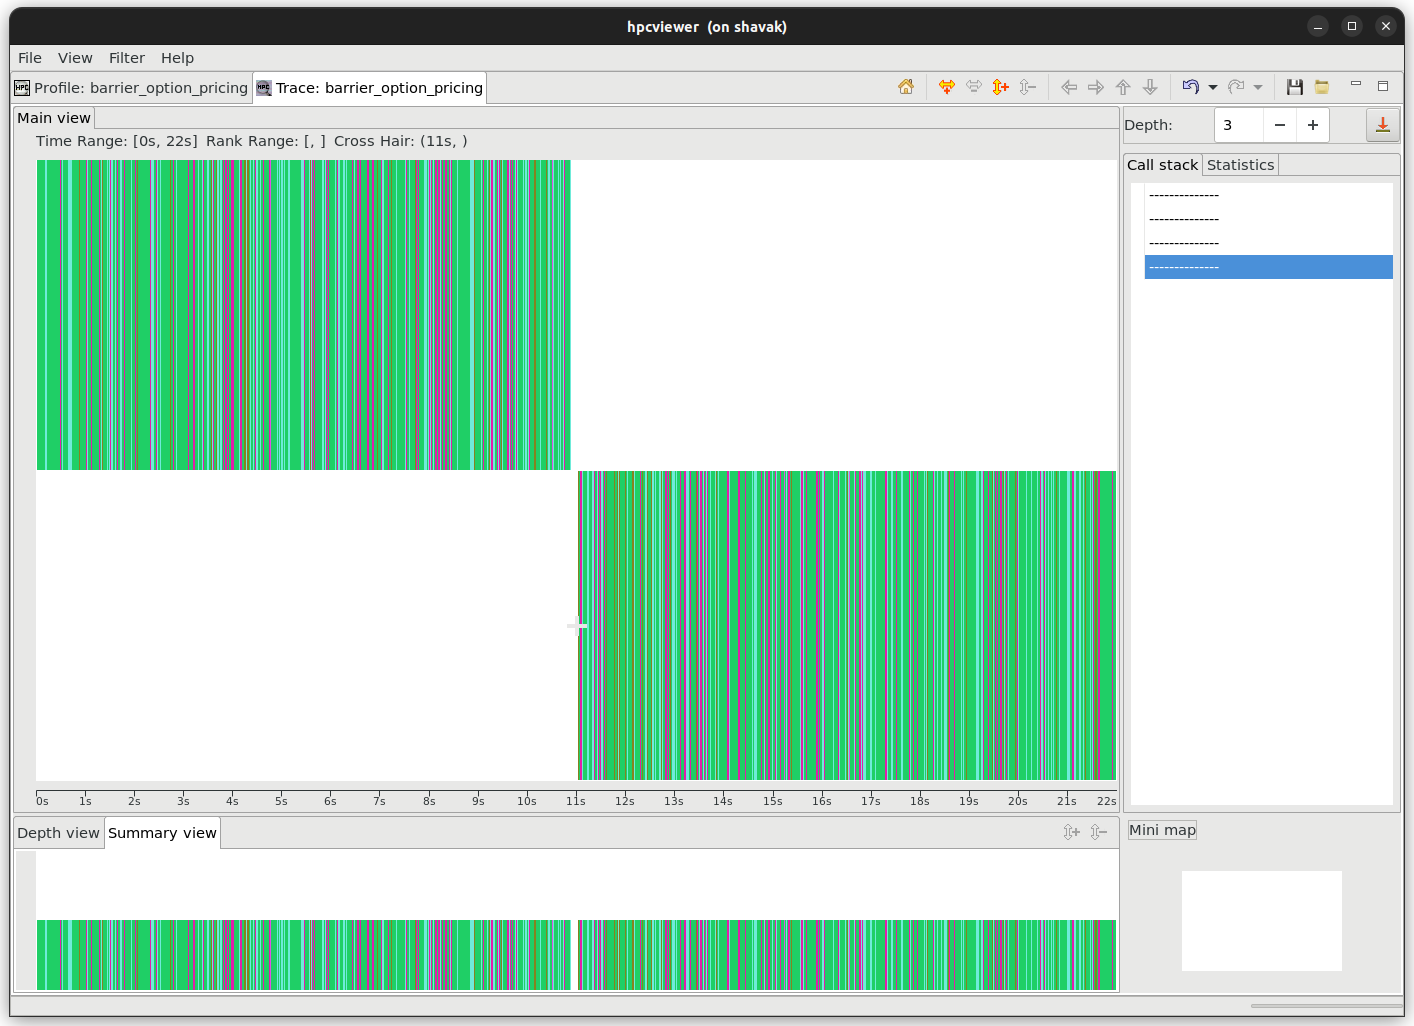 hpcviewer (on shavak)
File View Filter Help
Profile: barrier_option_pricing Trace: barrier_option_pricing
Main view
Time Range: [0s, 22s] Rank Range: [, ] Cross Hair: (11s, )
Depth: 3
Call stack Statistics
--------------
--------------
--------------
--------------
0s 1s 2s 3s 4s 5s 6s 7s 8s 9s 10s 11s 12s 13s 14s 15s 16s 17s 18s 19s 20s 21s 22s
Depth view Summary view
Mini map